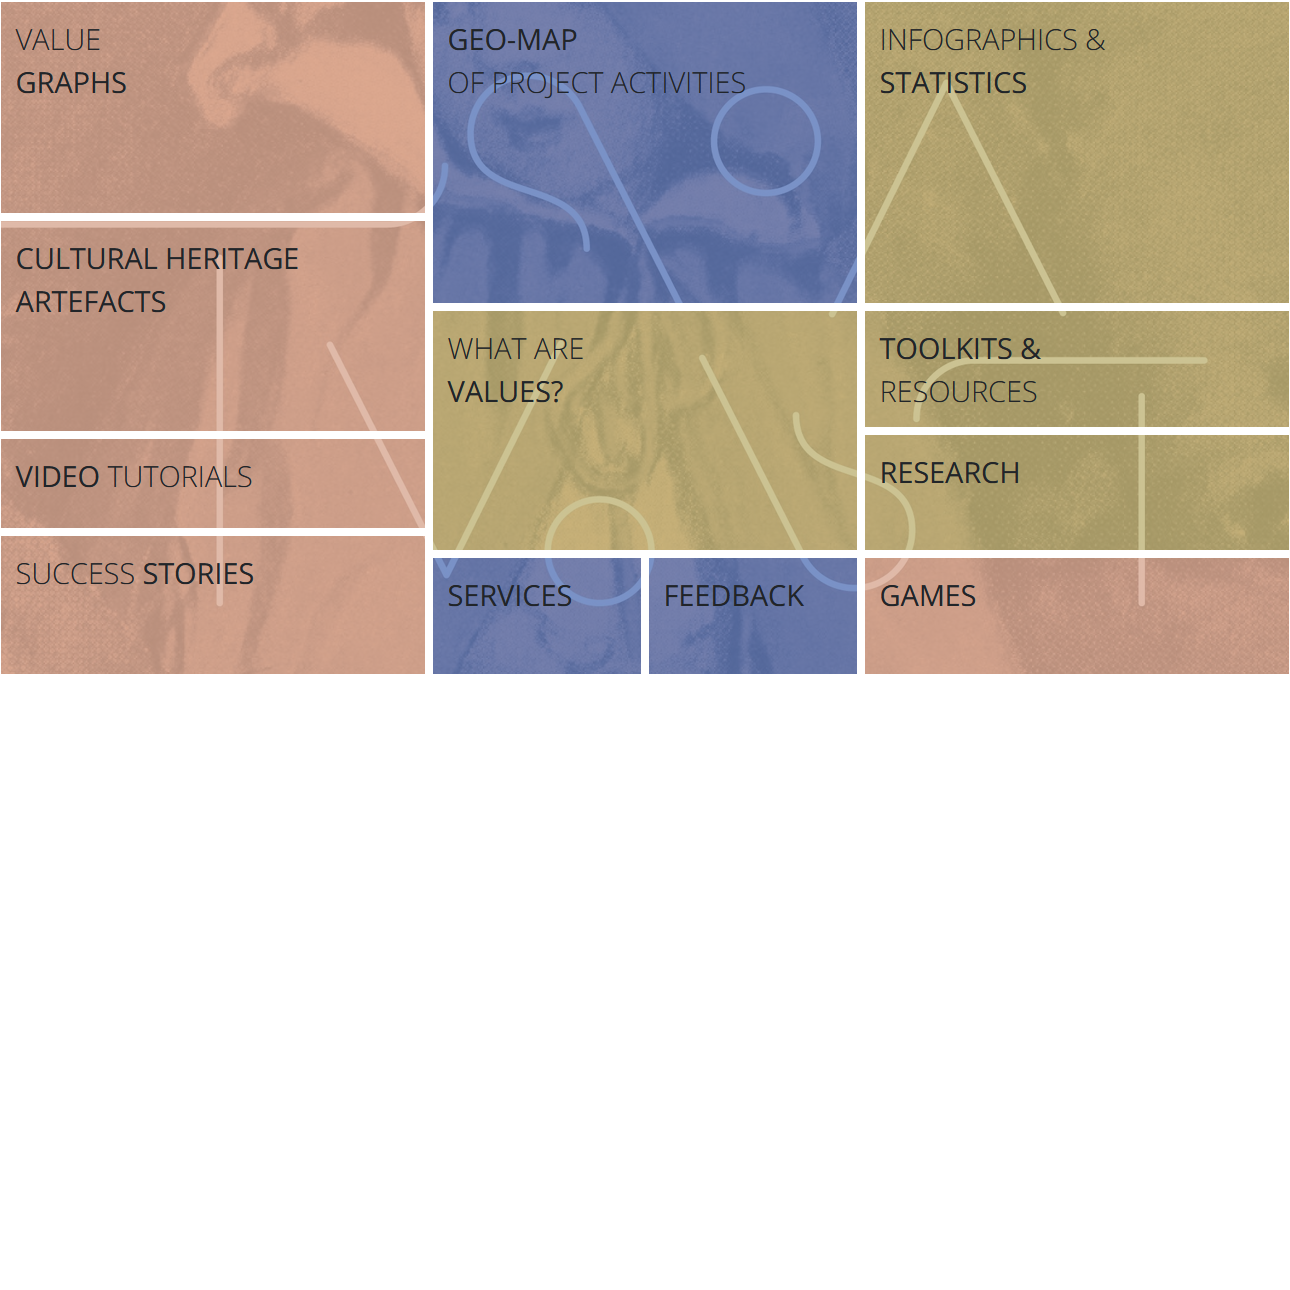 VALUE
GRAPHS
CULTURAL HERITAGE
ARTEFACTS
VIDEO TUTORIALS
SUCCESS STORIES
GEO-MAP
OF PROJECT ACTIVITIES
WHAT ARE
VALUES?
SERVICES
FEEDBACK
INFOGRAPHICS &
STATISTICS
TOOLKITS &
RESOURCES
RESEARCH
GAMES